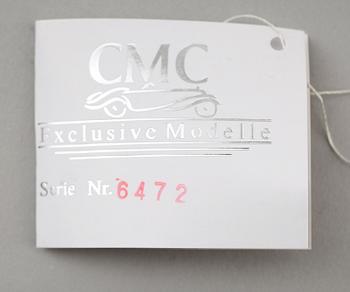 CMC
Exclusive Modelle
Serie Nr. 6472